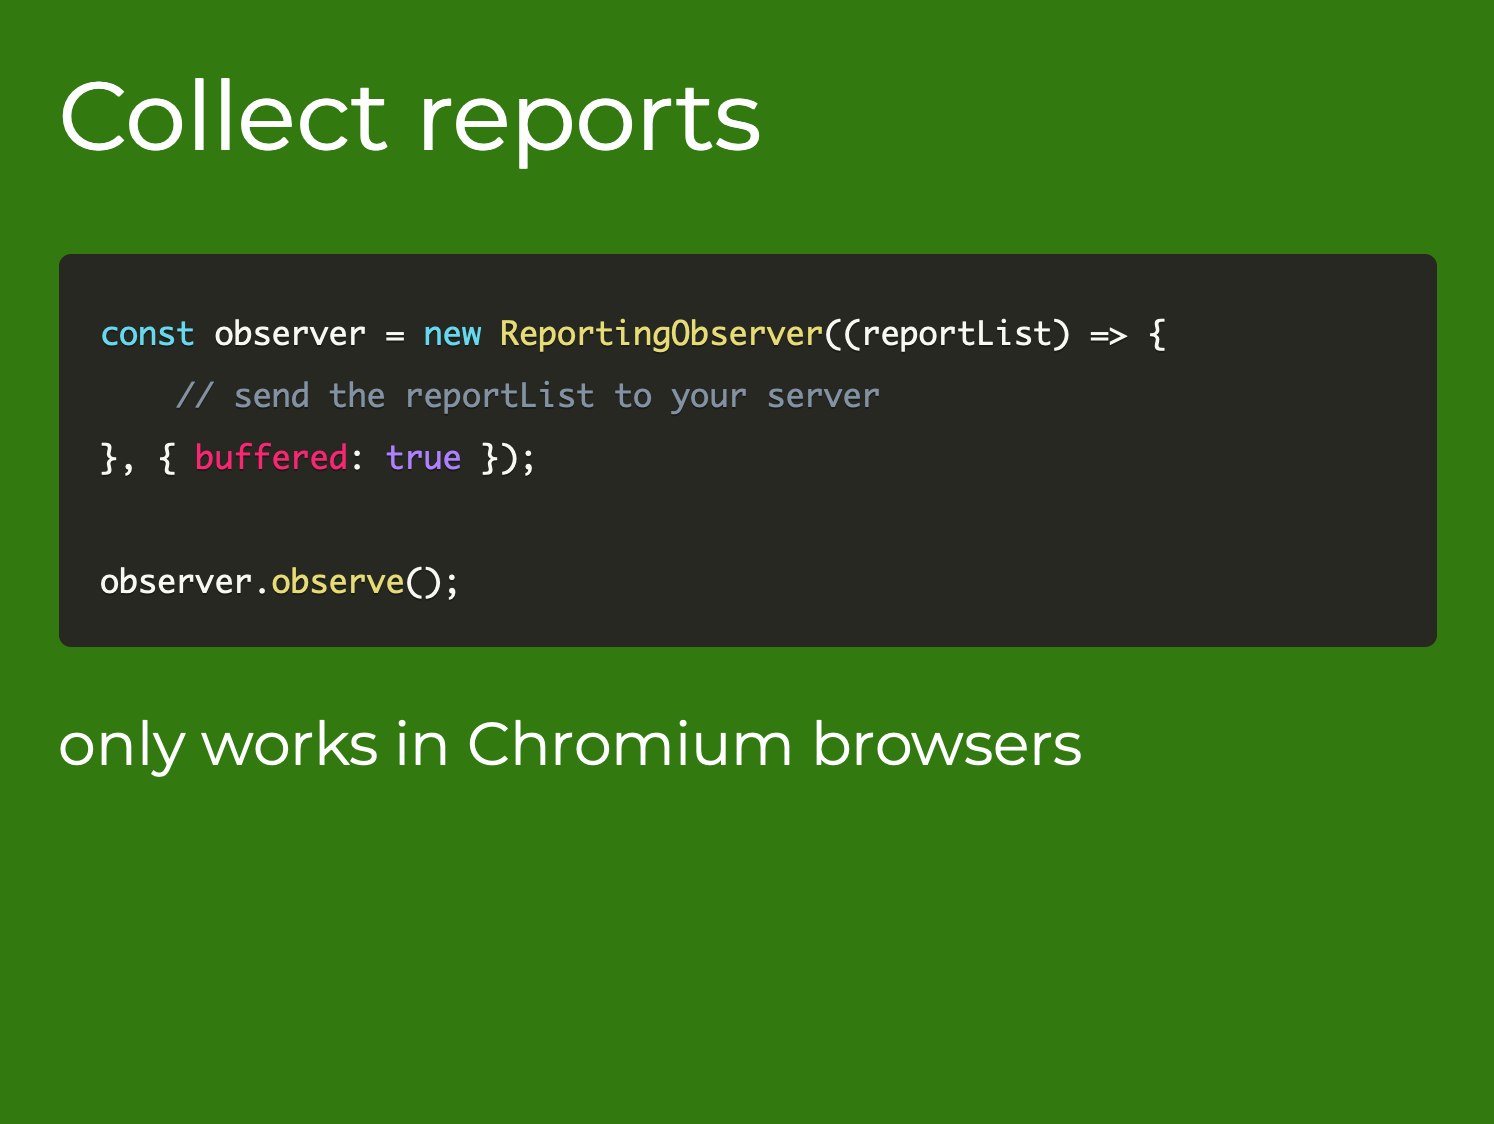 Collect reports
const observer = new ReportingObserver((reportList) => {
    // send the reportList to your server
}, { buffered: true });
observer.observe();
only works in Chromium browsers